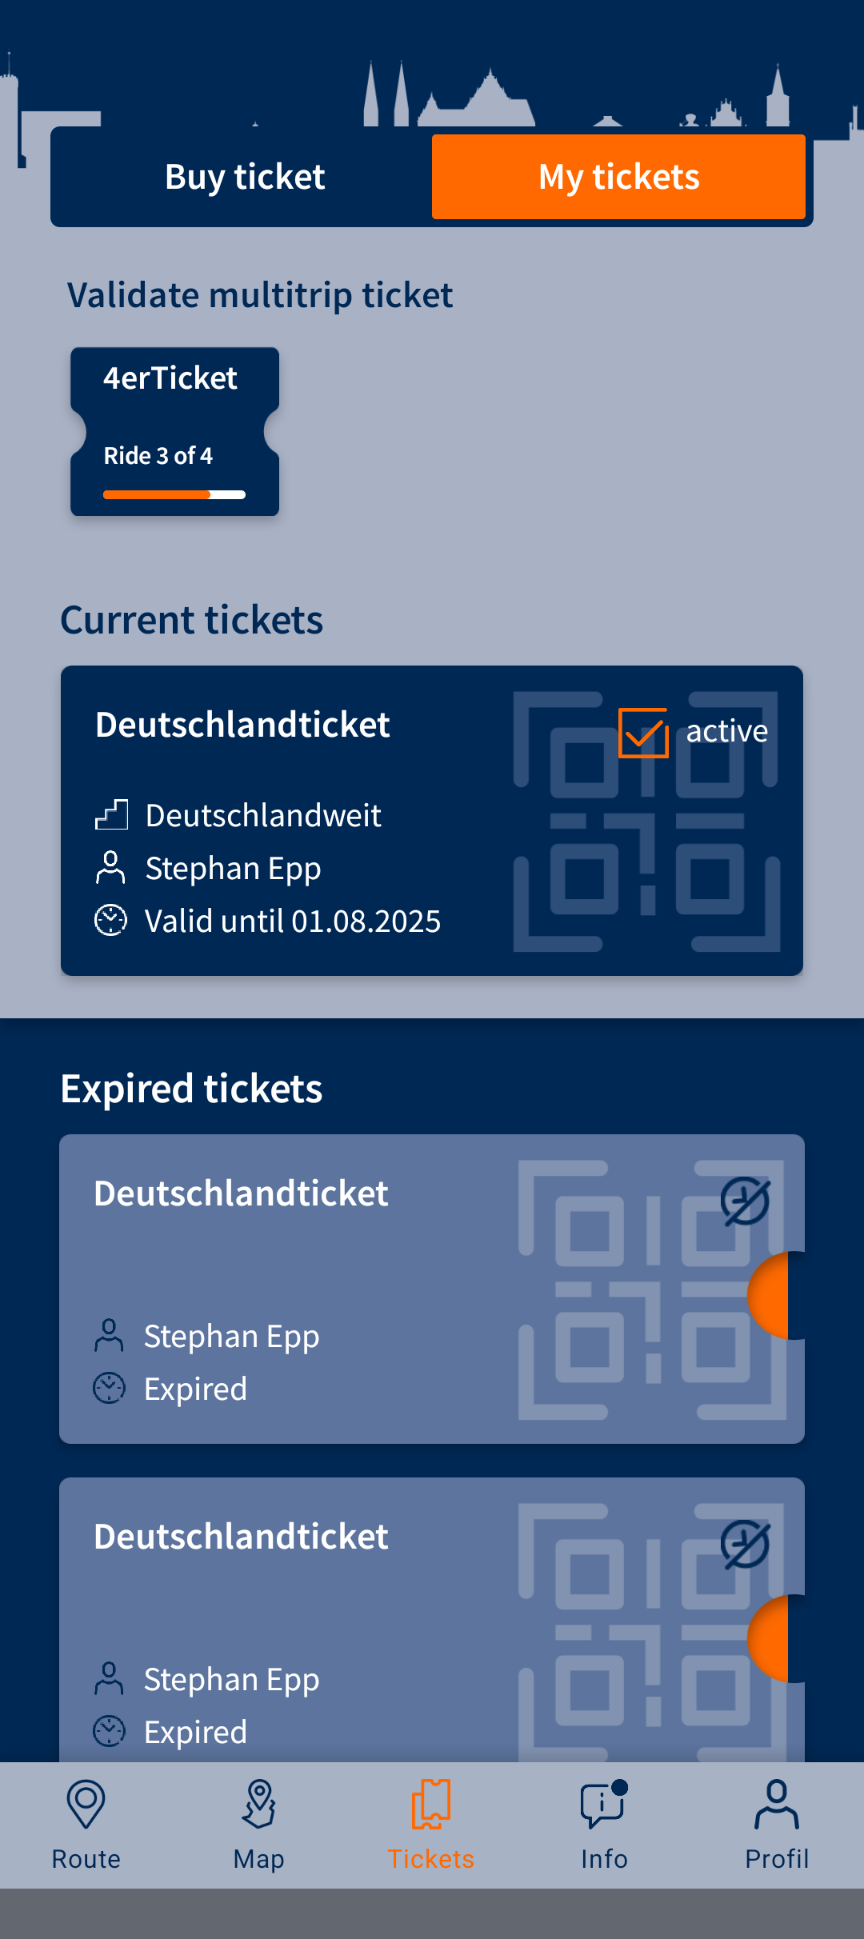 Buy ticket
My tickets
Validate multitrip ticket
4erTicket
Ride 3 of 4
Current tickets
Deutschlandticket
active
Deutschlandweit
Stephan Epp
Valid until 01.08.2025
Expired tickets
Deutschlandticket
Stephan Epp
Expired
Deutschlandticket
Stephan Epp
Expired
Route
Map
Tickets
Info
Profil